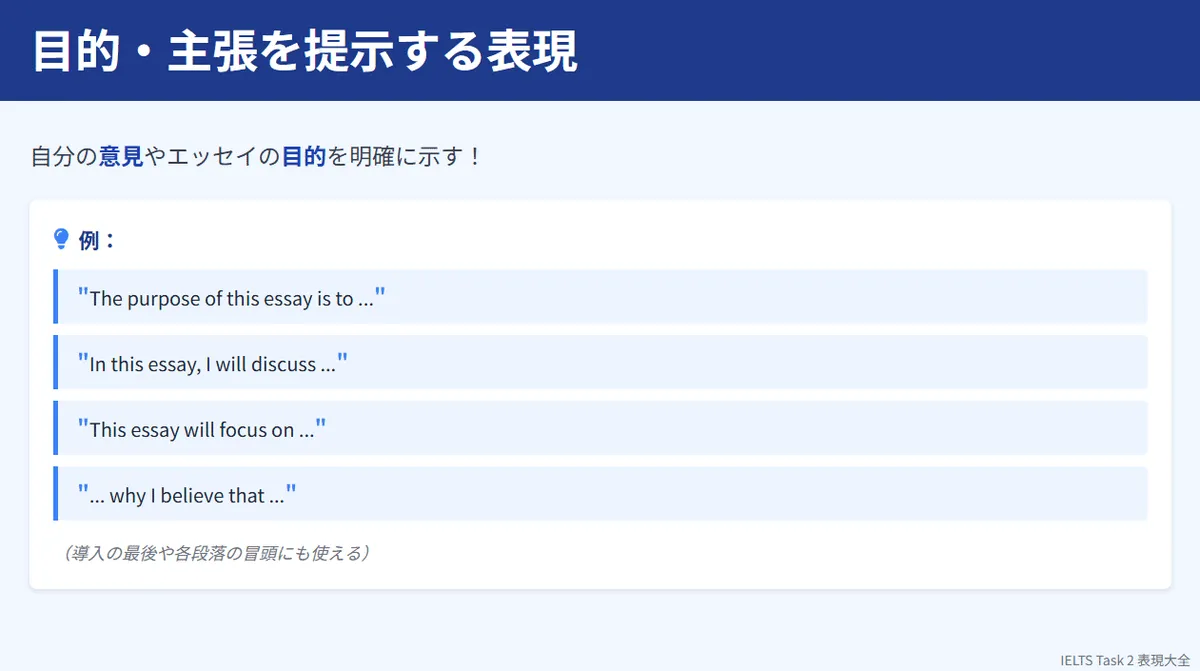 目的・主張を提示する表現
自分の意見やエッセイの目的を明確に示す！
例：
"The purpose of this essay is to ..."
"In this essay, I will discuss ..."
"This essay will focus on ..."
"... why I believe that ..."
（導入の最後や各段落の冒頭にも使える）
IELTS Task 2 表現大全